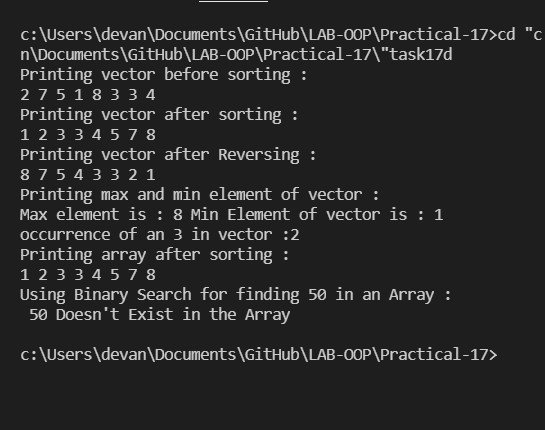 c:\Users\devan\Documents\GitHub\LAB-OOP\Practical-17>cd "c
n\Documents\GitHub\LAB-OOP\Practical-17\"task17d
Printing vector before sorting :
2 7 5 1 8 3 3 4
Printing vector after sorting :
1 2 3 3 4 5 7 8
Printing vector after Reversing :
8 7 5 4 3 3 2 1
Printing max and min element of vector :
Max element is : 8 Min Element of vector is : 1
occurrence of an 3 in vector :2
Printing array after sorting :
1 2 3 3 4 5 7 8
Using Binary Search for finding 50 in an Array :
 50 Doesn't Exist in the Array
c:\Users\devan\Documents\GitHub\LAB-OOP\Practical-17>